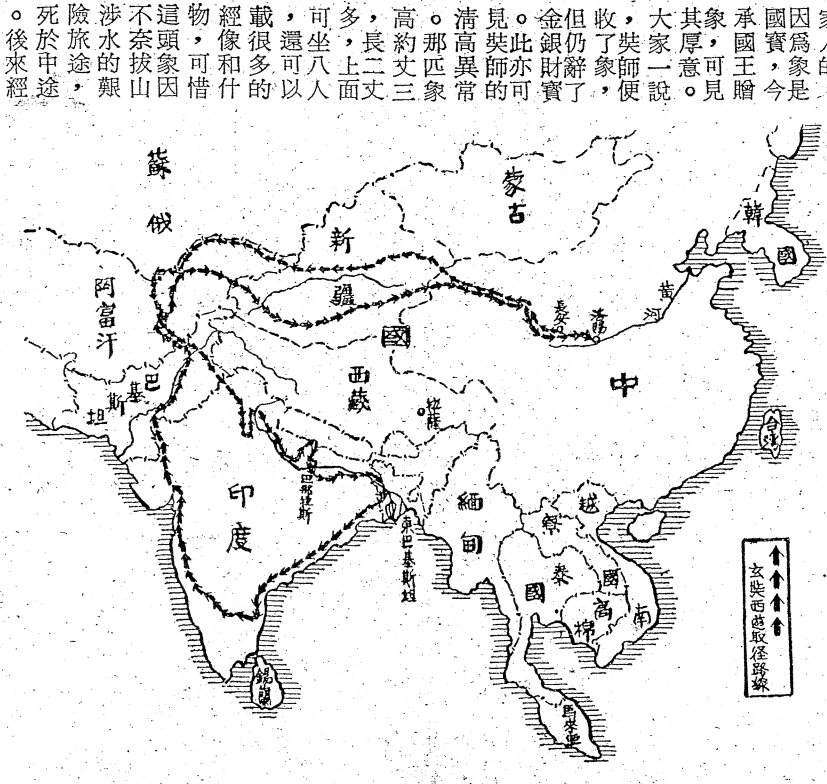 家人的
因爲象是
國寶，今
承國王贈
象，可見
其厚意。
大家一說
，奘師便
收了象，
但仍辭了
金銀財寶
。此亦可
見奘師的
清高異常
。那匹象
高約丈三
，長二丈
多，上面
可坐八人
，還可以
載很多的
經像和什
物，可惜
這頭象因
不奈拔山
涉水的艱
險旅途，
死於中途
。後來經
韓國
蒙古
蘇俄
新疆
黃河
洛陽
長安
中國
阿富汗
西藏
拉薩
巴基斯坦
台灣
印度
巴那拉斯
東巴基斯坦
緬甸
越南
寮國
泰國
高棉
錫蘭
馬來亞
玄奘西遊取径路線